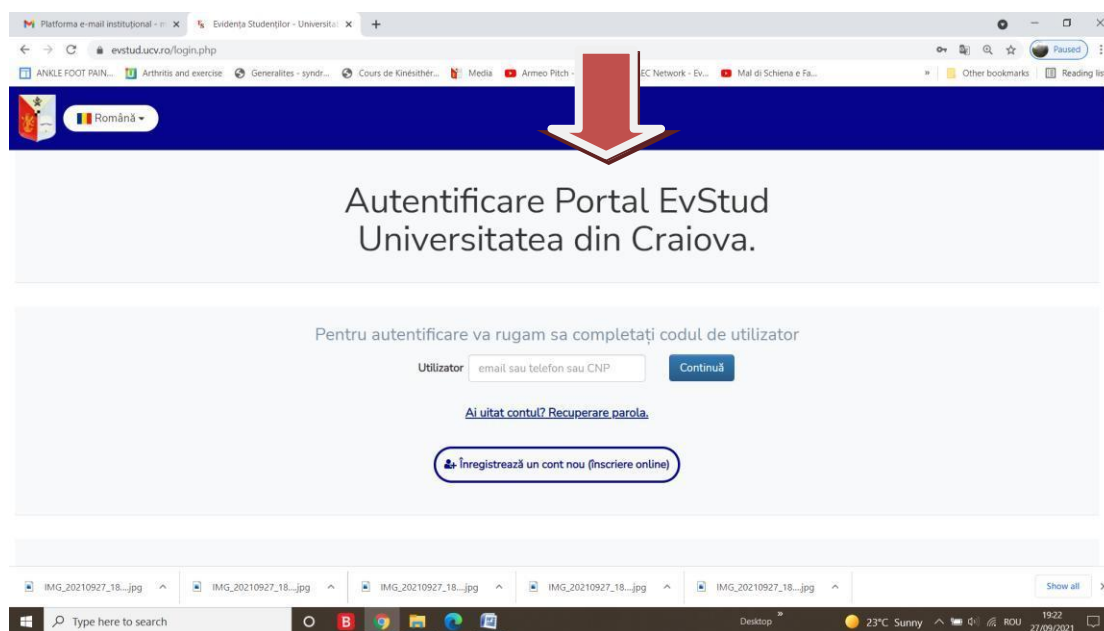 Platforma e-mail instituțional - m
Evidența Studenților - Universitat
evstud.ucv.ro/login.php
Paused
ANKLE FOOT PAIN...
Arthritis and exercise
Generalites - syndr...
Cours de Kinésithér...
Media
Armeo Pitch -
EC Network - Ev...
Mal di Schiena e Fa...
»
Other bookmarks
Reading lis
Română
Autentificare Portal EvStud
Universitatea din Craiova.
Pentru autentificare va rugam sa completați codul de utilizator
Utilizator
email sau telefon sau CNP
Continuă
Ai uitat contul? Recuperare parola.
Înregistrează un cont nou (înscriere online)
IMG_20210927_18....jpg
IMG_20210927_18....jpg
IMG_20210927_18....jpg
IMG_20210927_18....jpg
IMG_20210927_18....jpg
Show all
Type here to search
B
Desktop
»
23°C Sunny
ROU
19:22
27/09/2021